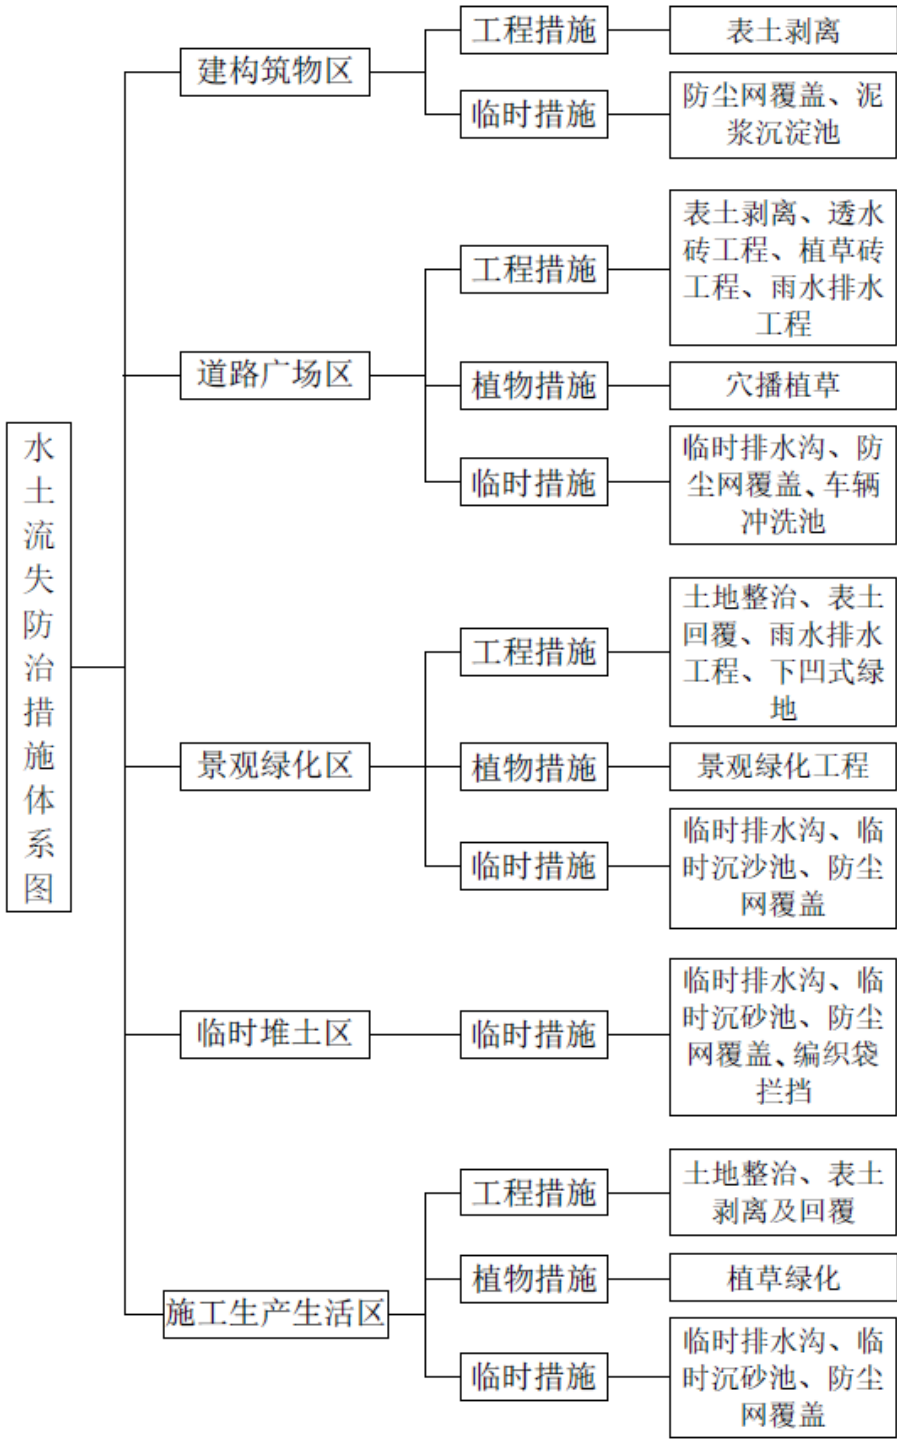 水土流失防治措施体系图
建构筑物区
工程措施
表土剥离
临时措施
防尘网覆盖、泥
浆沉淀池
道路广场区
工程措施
表土剥离、透水
砖工程、植草砖
工程、雨水排水
工程
植物措施
穴播植草
临时措施
临时排水沟、防
尘网覆盖、车辆
冲洗池
景观绿化区
工程措施
土地整治、表土
回覆、雨水排水
工程、下凹式绿
地
植物措施
景观绿化工程
临时措施
临时排水沟、临
时沉沙池、防尘
网覆盖
临时堆土区
临时措施
临时排水沟、临
时沉砂池、防尘
网覆盖、编织袋
拦挡
施工生产生活区
工程措施
土地整治、表土
剥离及回覆
植物措施
植草绿化
临时措施
临时排水沟、临
时沉砂池、防尘
网覆盖